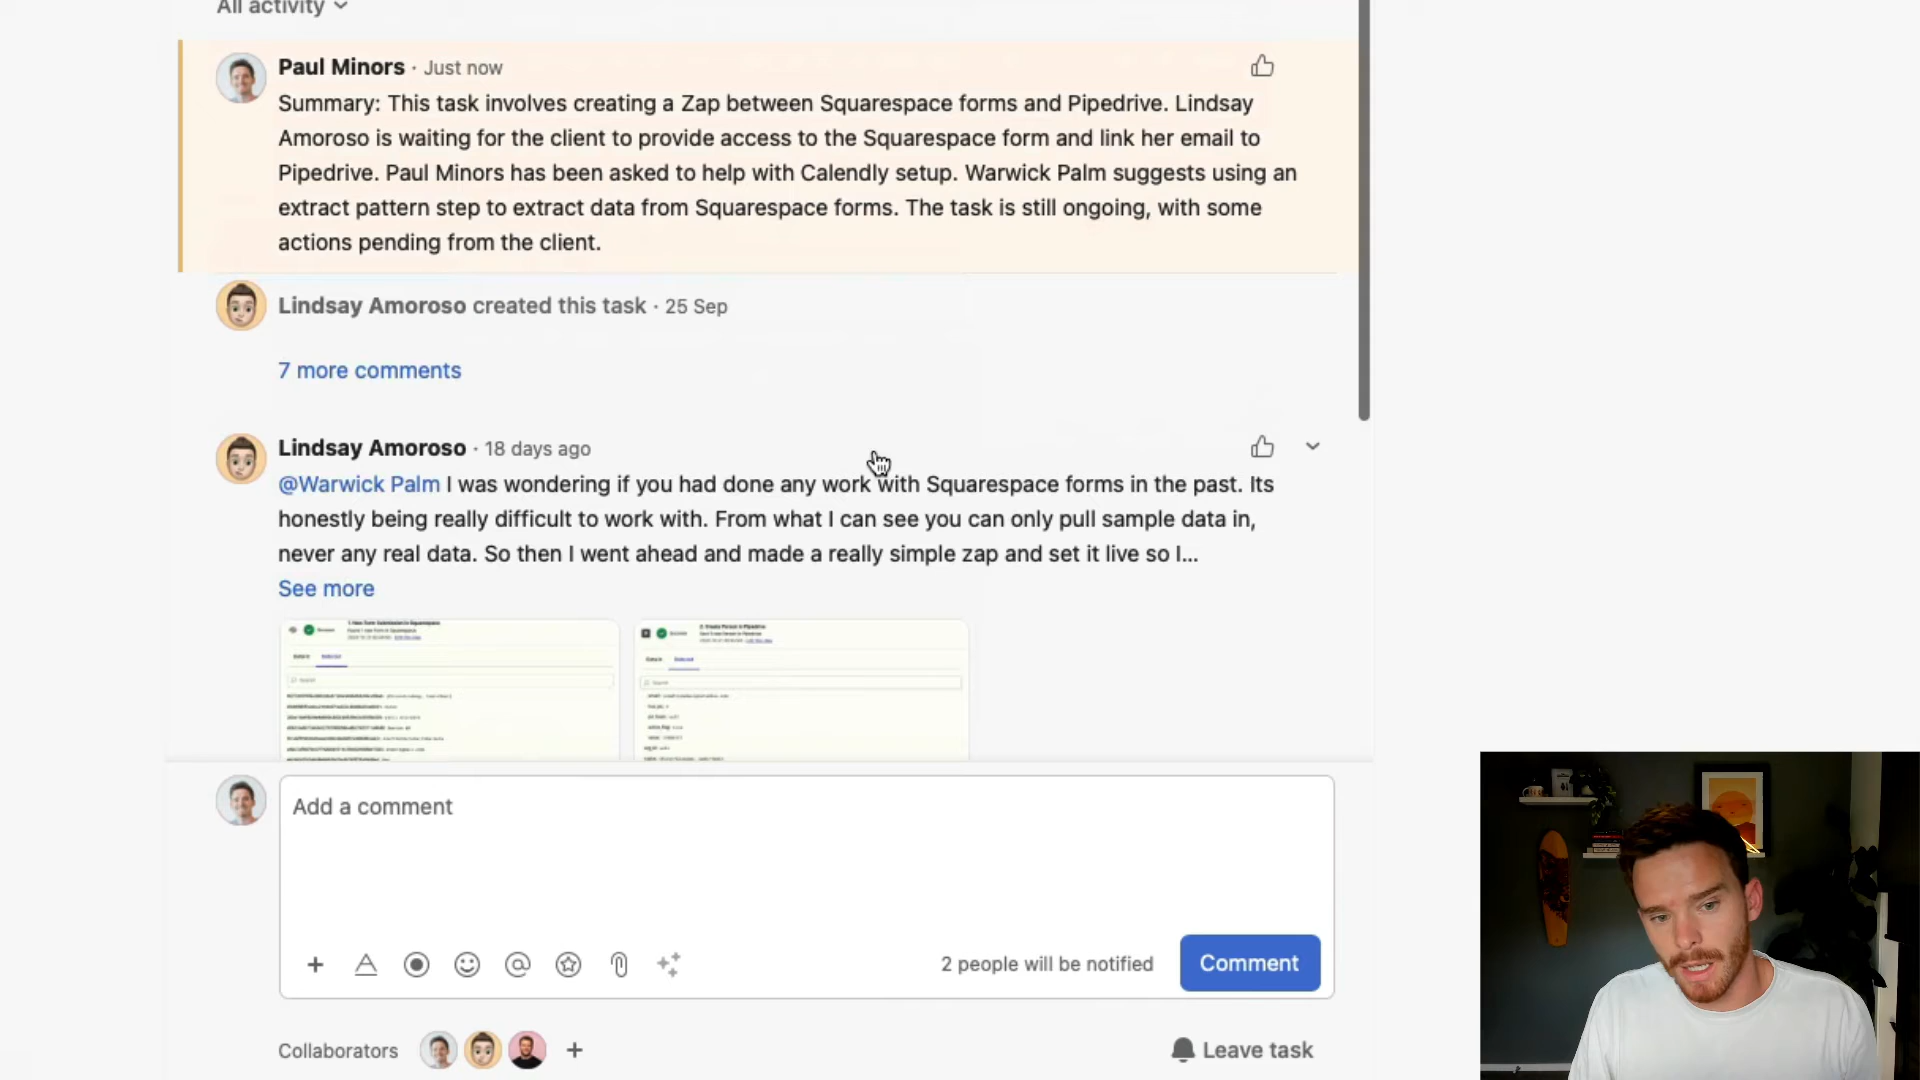 All activity
Paul Minors · Just now
Summary: This task involves creating a Zap between Squarespace forms and Pipedrive. Lindsay
Amoroso is waiting for the client to provide access to the Squarespace form and link her email to
Pipedrive. Paul Minors has been asked to help with Calendly setup. Warwick Palm suggests using an
extract pattern step to extract data from Squarespace forms. The task is still ongoing, with some
actions pending from the client.
Lindsay Amoroso created this task · 25 Sep
7 more comments
Lindsay Amoroso · 18 days ago
@Warwick Palm I was wondering if you had done any work with Squarespace forms in the past. Its
honestly being really difficult to work with. From what I can see you can only pull sample data in,
never any real data. So then I went ahead and made a really simple zap and set it live so I...
See more
Add a comment
2 people will be notified
Comment
Collaborators
Leave task